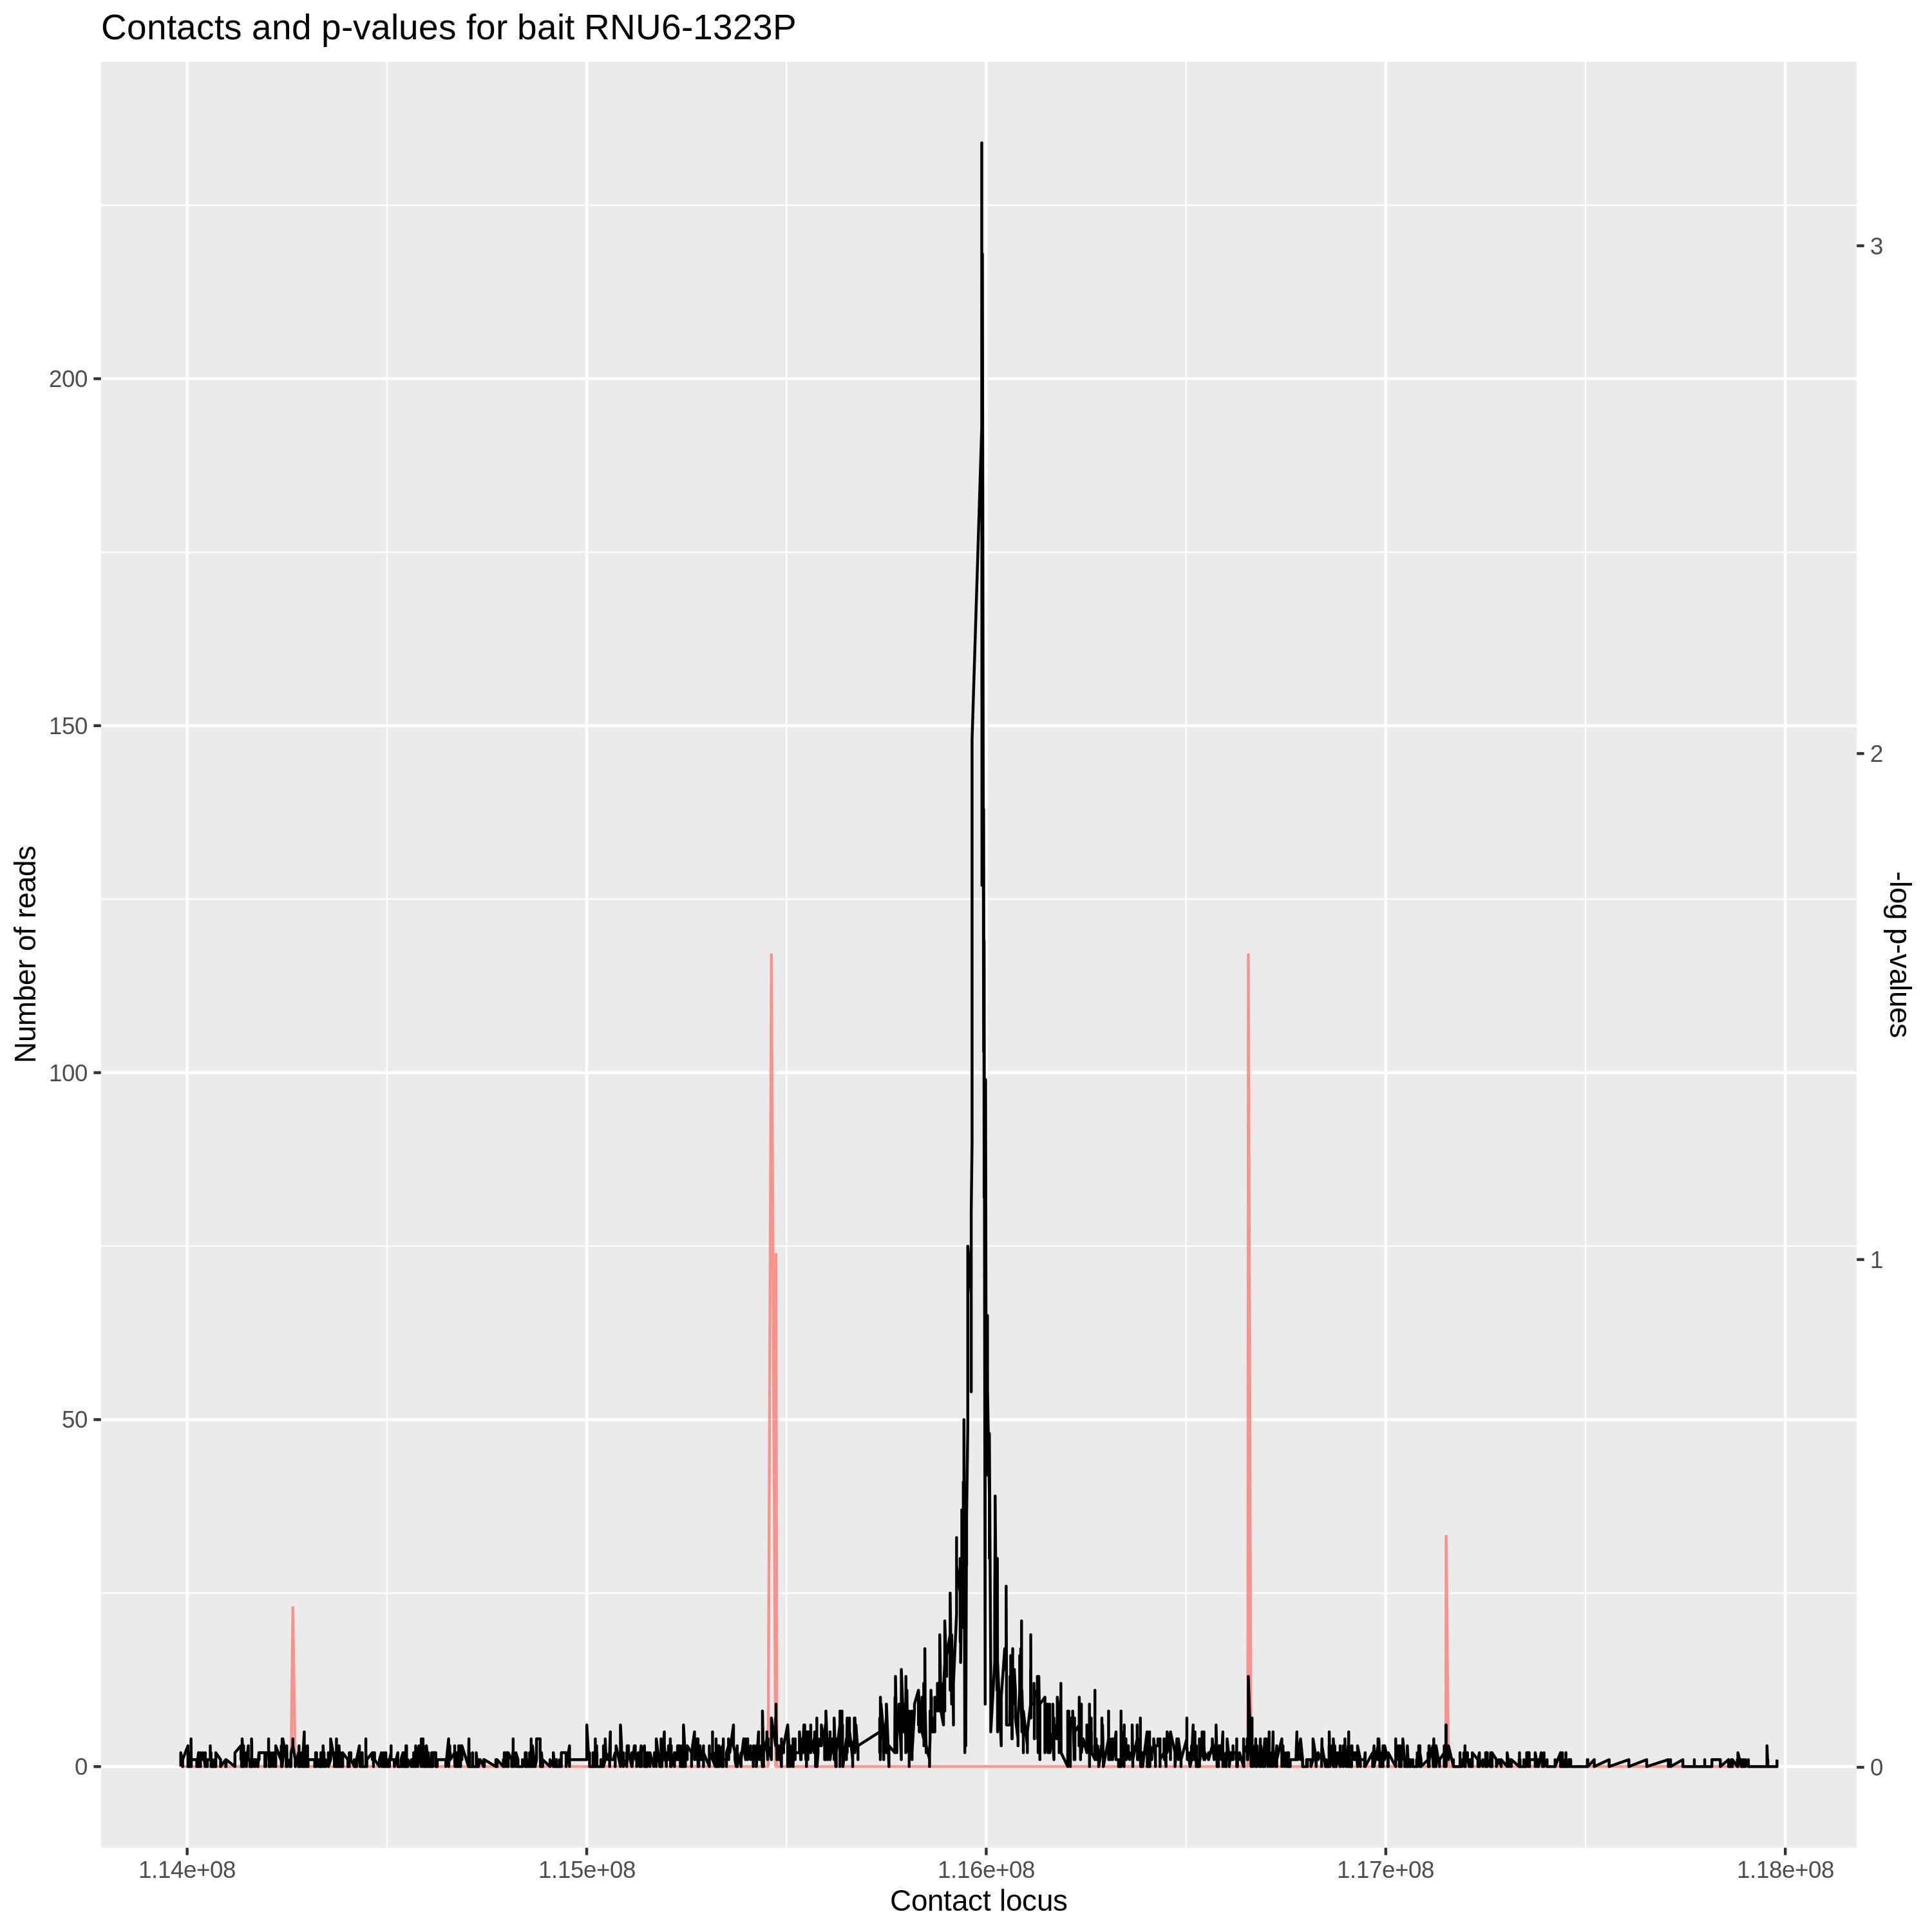 Contacts and p-values for bait RNU6-1323P
Number of reads
200
150
100
50
0
3
2
1
0
-log p-values
1.14e+08
1.15e+08
1.16e+08
1.17e+08
1.18e+08
Contact locus